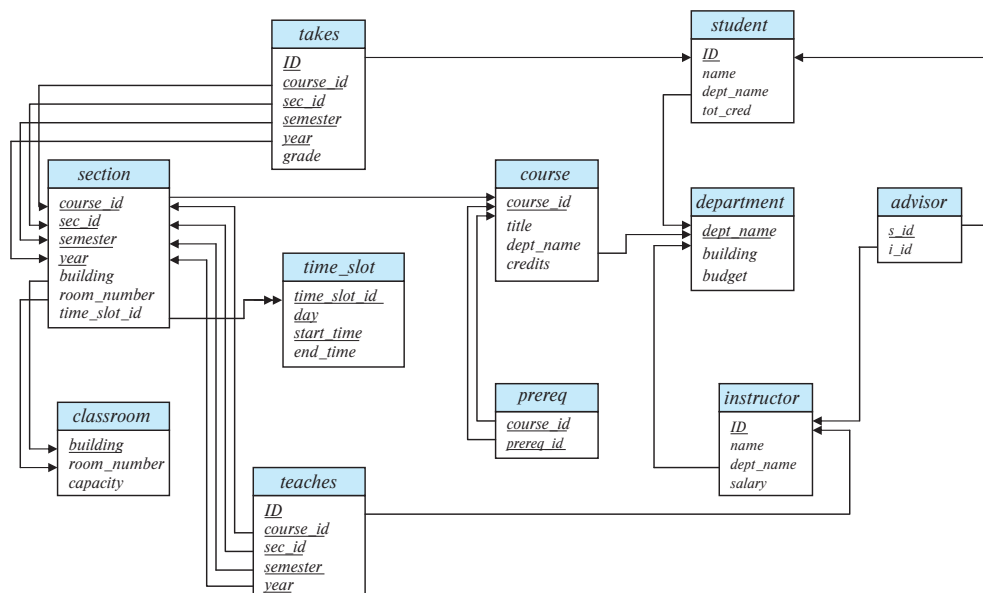 takes
ID
course_id
sec_id
semester
year
grade
student
ID
name
dept_name
tot_cred
section
course_id
sec_id
semester
year
building
room_number
time_slot_id
course
course_id
title
dept_name
credits
department
dept_name
building
budget
advisor
s_id
i_id
time_slot
time_slot_id
day
start_time
end_time
classroom
building
room_number
capacity
prereq
course_id
prereq_id
instructor
ID
name
dept_name
salary
teaches
ID
course_id
sec_id
semester
year